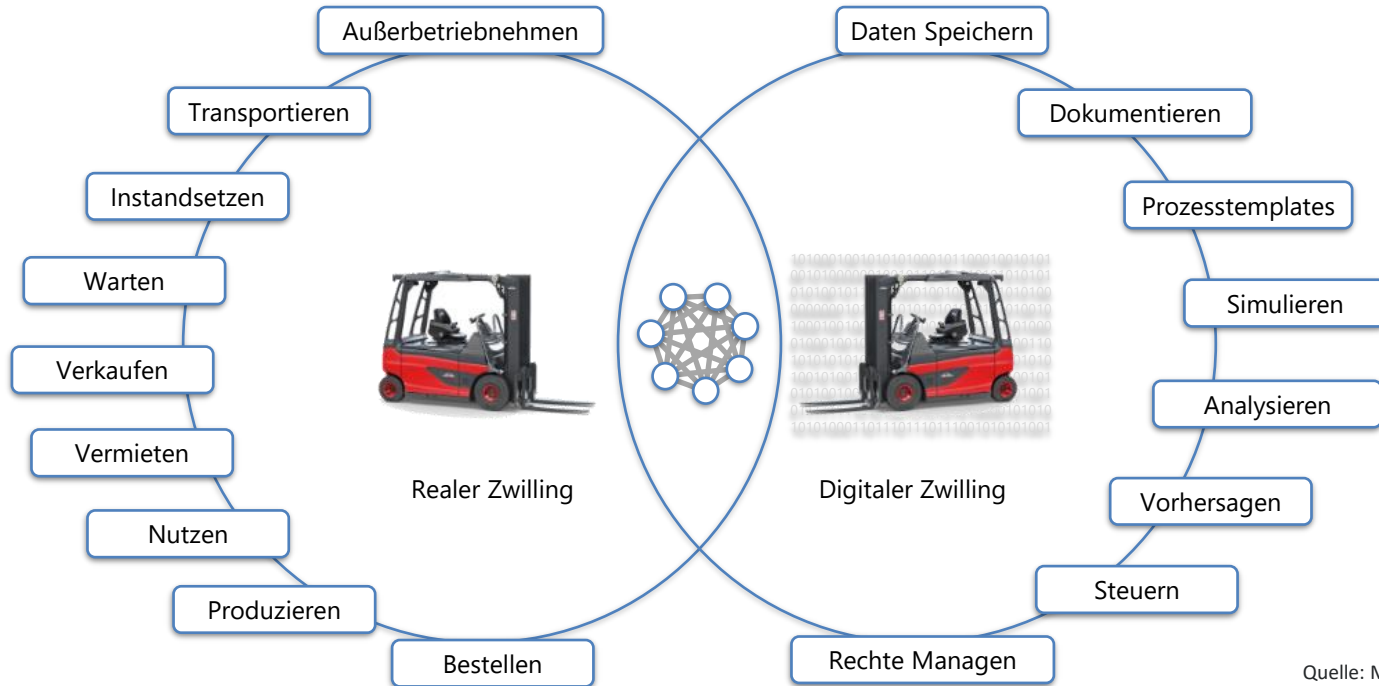 Außerbetriebnehmen
Transportieren
Instandsetzen
Warten
Verkaufen
Vermieten
Nutzen
Produzieren
Bestellen
Realer Zwilling
Daten Speichern
Dokumentieren
Prozesstemplates
Simulieren
Analysieren
Vorhersagen
Steuern
Rechte Managen
Digitaler Zwilling
Quelle: M